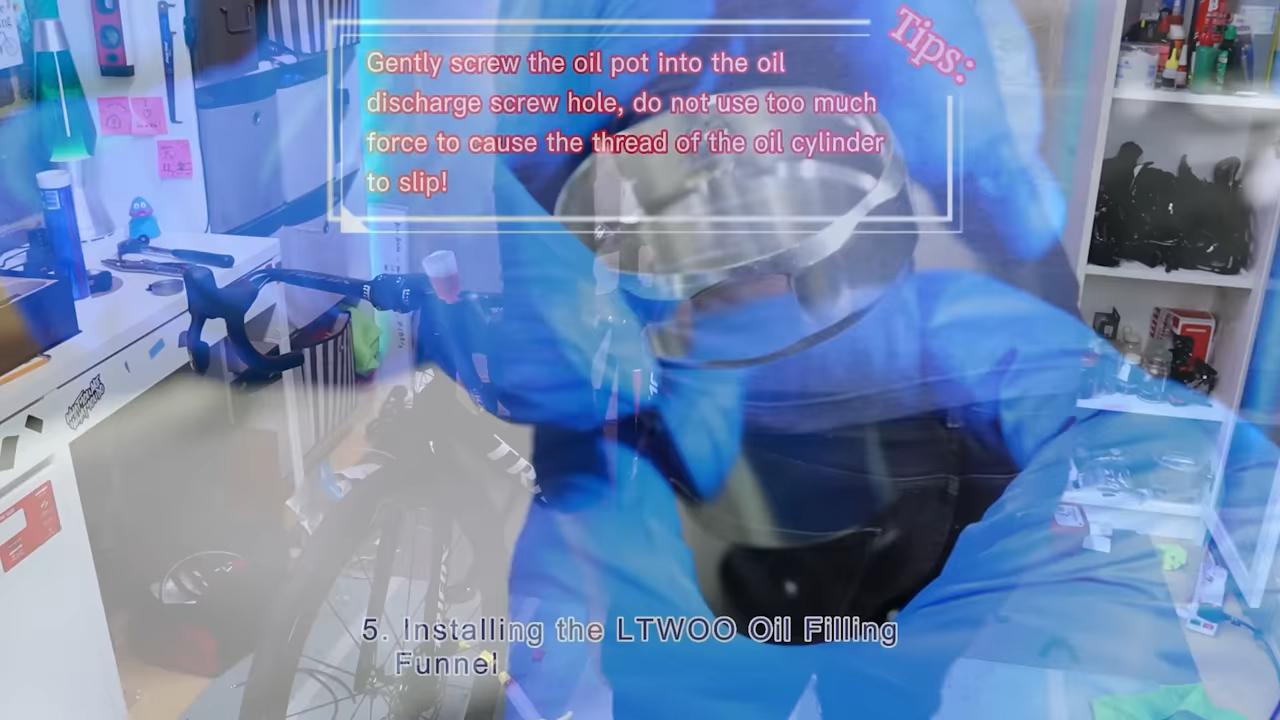 Tips:
Gently screw the oil pot into the oil
discharge screw hole, do not use too much
force to cause the thread of the oil cylinder
to slip!
5. Installing the LTWOO Oil Filling
Funnel